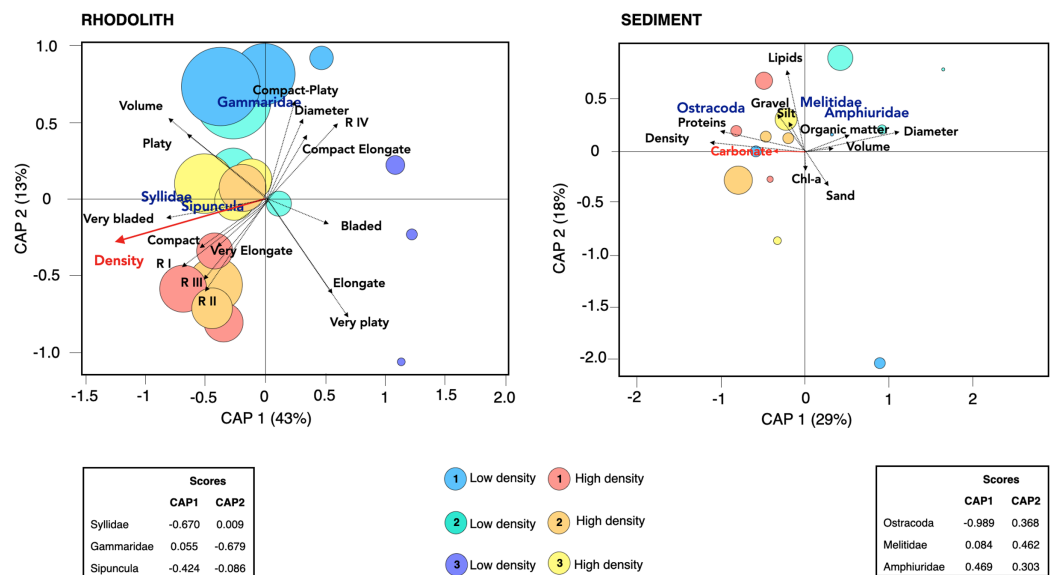 RHODOLITH
SEDIMENT
CAP 2 (13%)
1.0
0.5
0
-0.5
-1.0
Compact-Platy
Gammaridae
Volume
Diameter
R IV
Platy
Compact Elongate
Syllidae
Sipuncula
Very bladed
Bladed
Compact
Very Elongate
Density
R I
R III
Elongate
R II
Very platy
-1.5
-1
-0.5
0
0.5
1
1.5
2.0
CAP 1 (43%)
CAP 2 (18%)
0.5
0
-0.5
-1.0
-1.5
-2.0
Lipids
Gravel
Melitidae
Ostracoda
Silt
Amphiuridae
Proteins
Organic matter
Diameter
Density
Volume
Carbonate
Chl-a
Sand
-2
-1
0
1
2
CAP 1 (29%)
Scores
CAP1 CAP2
Syllidae -0.670 0.009
Gammaridae 0.055 -0.679
Sipuncula -0.424 -0.086
1 Low density 1 High density
2 Low density 2 High density
3 Low density 3 High density
Scores
CAP1 CAP2
Ostracoda -0.989 0.368
Melitidae 0.084 0.462
Amphiuridae 0.469 0.303